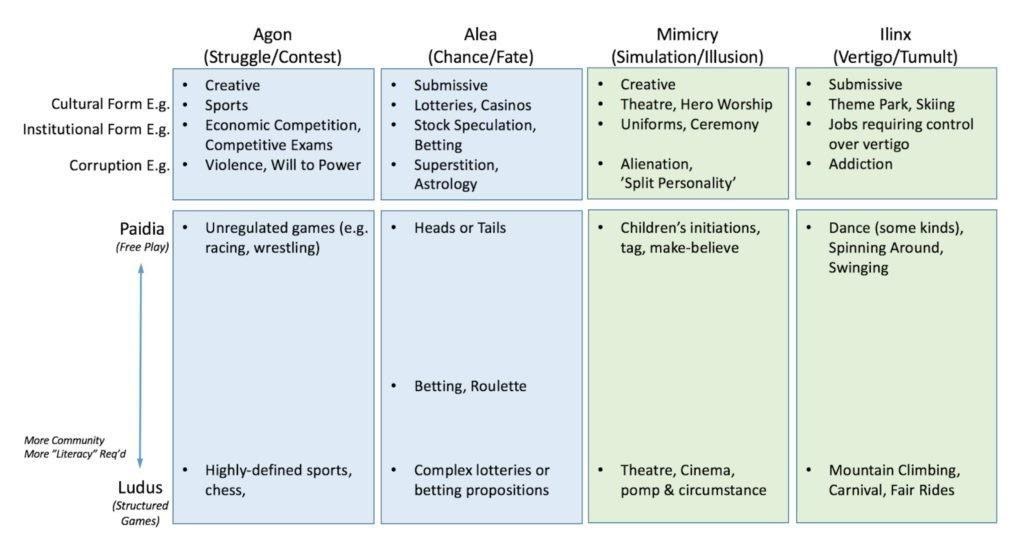 Agon
(Struggle/Contest)
Alea
(Chance/Fate)
Mimicry
(Simulation/Illusion)
Ilinx
(Vertigo/Tumult)
Cultural Form E.g.
Institutional Form E.g.
Corruption E.g.
• Creative
• Sports
• Economic Competition,
Competitive Exams
• Violence, Will to Power
• Submissive
• Lotteries, Casinos
• Stock Speculation,
Betting
• Superstition,
Astrology
• Creative
• Theatre, Hero Worship
• Uniforms, Ceremony
• Alienation,
‘Split Personality’
• Submissive
• Theme Park, Skiing
• Jobs requiring control
over vertigo
• Addiction
Paidia
(Free Play)
More Community
More “Literacy” Req’d
Ludus
(Structured
Games)
• Unregulated games (e.g.
racing, wrestling)
• Highly-defined sports,
chess,
• Heads or Tails
• Betting, Roulette
• Complex lotteries or
betting propositions
• Children’s initiations,
tag, make-believe
• Theatre, Cinema,
pomp & circumstance
• Dance (some kinds),
Spinning Around,
Swinging
• Mountain Climbing,
Carnival, Fair Rides